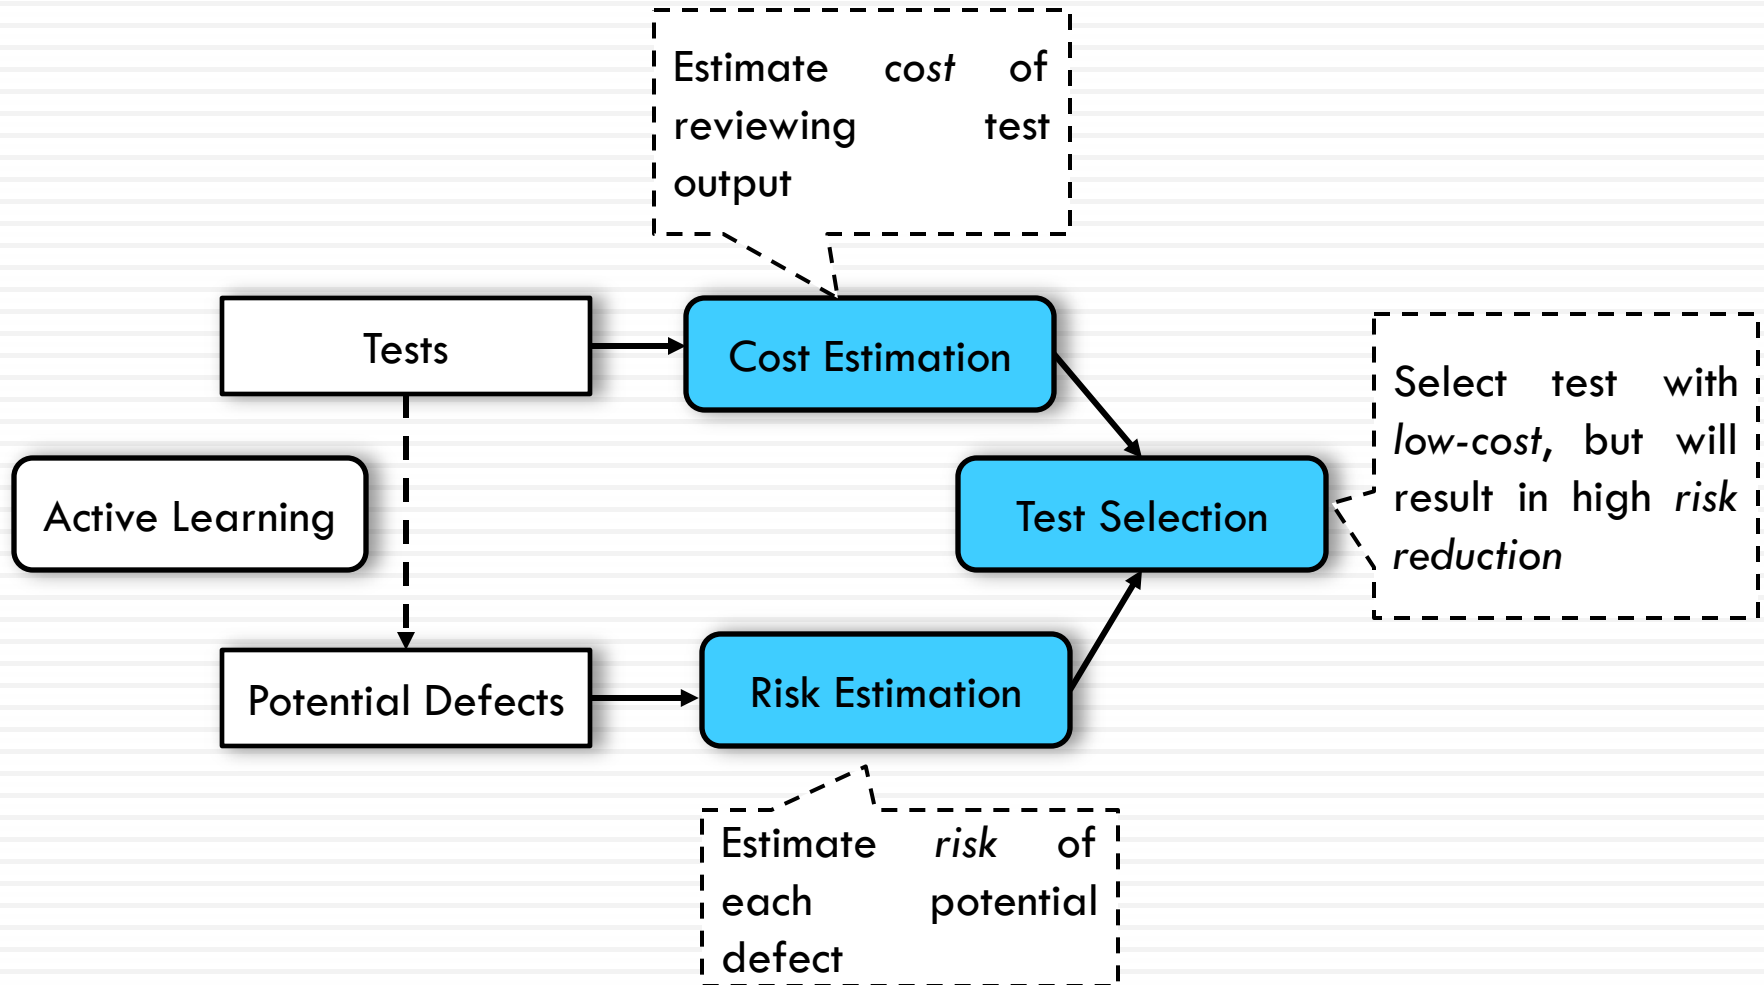 Estimate cost of
reviewing test
output
Tests
Cost Estimation
Select test with
low-cost, but will
result in high risk
reduction
Active Learning
Test Selection
Potential Defects
Risk Estimation
Estimate risk of
each potential
defect